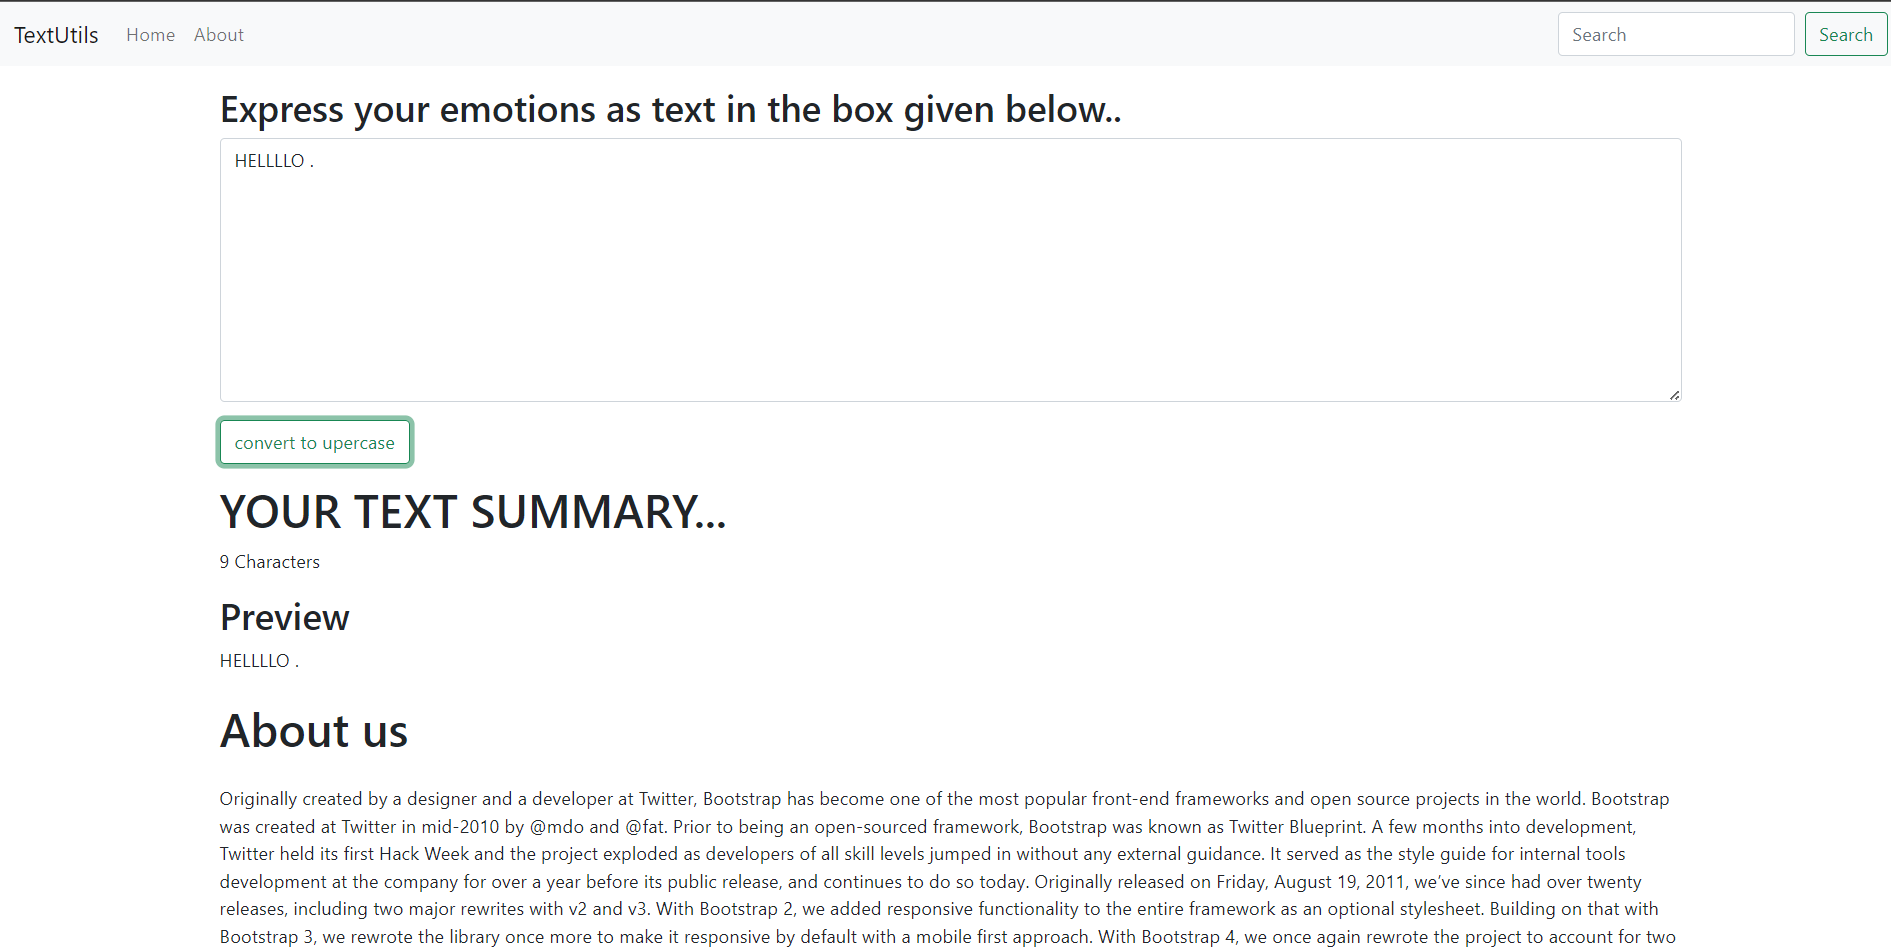 TextUtils Home About Search Search
Express your emotions as text in the box given below..
HELLLLO .
convert to upercase
YOUR TEXT SUMMARY...
9 Characters
Preview
HELLLLO .
About us
Originally created by a designer and a developer at Twitter, Bootstrap has become one of the most popular front-end frameworks and open source projects in the world. Bootstrap
was created at Twitter in mid-2010 by @mdo and @fat. Prior to being an open-sourced framework, Bootstrap was known as Twitter Blueprint. A few months into development,
Twitter held its first Hack Week and the project exploded as developers of all skill levels jumped in without any external guidance. It served as the style guide for internal tools
development at the company for over a year before its public release, and continues to do so today. Originally released on Friday, August 19, 2011, we’ve since had over twenty
releases, including two major rewrites with v2 and v3. With Bootstrap 2, we added responsive functionality to the entire framework as an optional stylesheet. Building on that with
Bootstrap 3, we rewrote the library once more to make it responsive by default with a mobile first approach. With Bootstrap 4, we once again rewrote the project to account for two